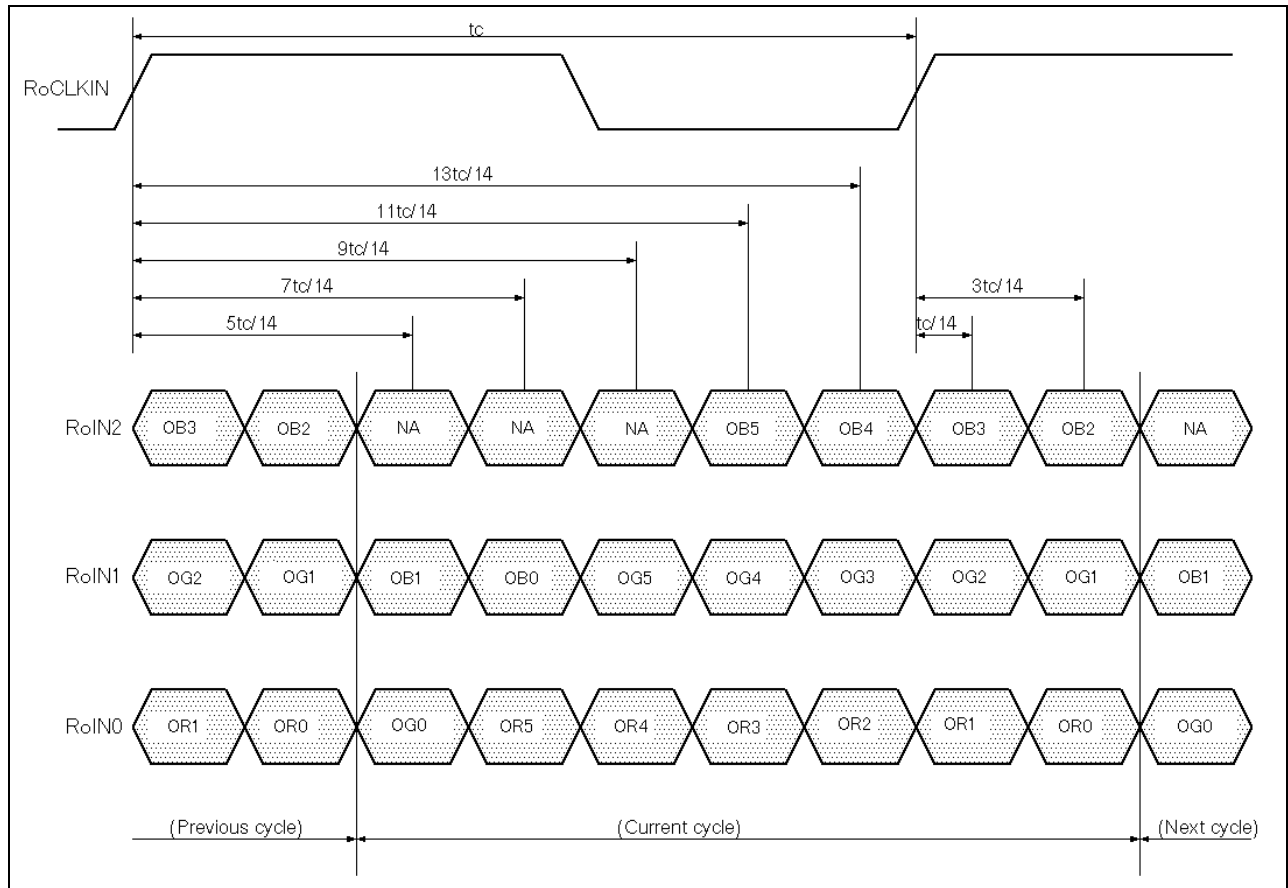 tc
RoCLKIN
13tc/14
11tc/14
9tc/14
7tc/14
3tc/14
5tc/14
tc/14
RoIN2 OB3 OB2 NA NA NA OB5 OB4 OB3 OB2 NA
RoIN1 OG2 OG1 OB1 OB0 OG5 OG4 OG3 OG2 OG1 OB1
RoIN0 OR1 OR0 OG0 OR5 OR4 OR3 OR2 OR1 OR0 OG0
(Previous cycle) (Current cycle) (Next cycle)